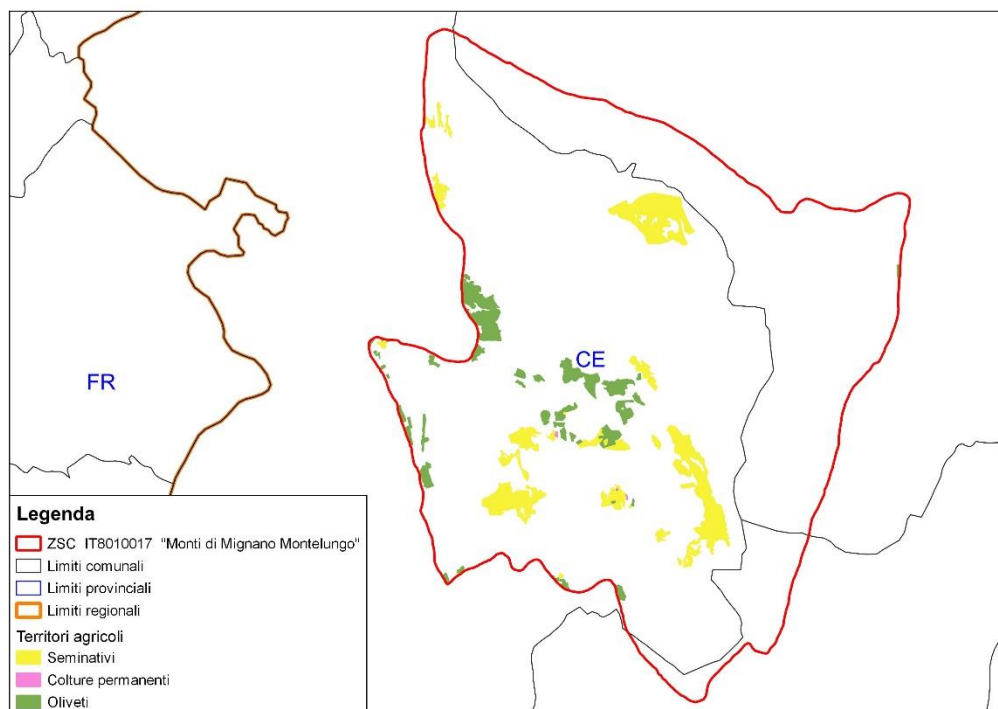 CE
FR
Legenda
ZSC IT8010017 "Monti di Mignano Montelungo"
Limiti comunali
Limiti provinciali
Limiti regionali
Territori agricoli
Seminativi
Colture permanenti
Oliveti